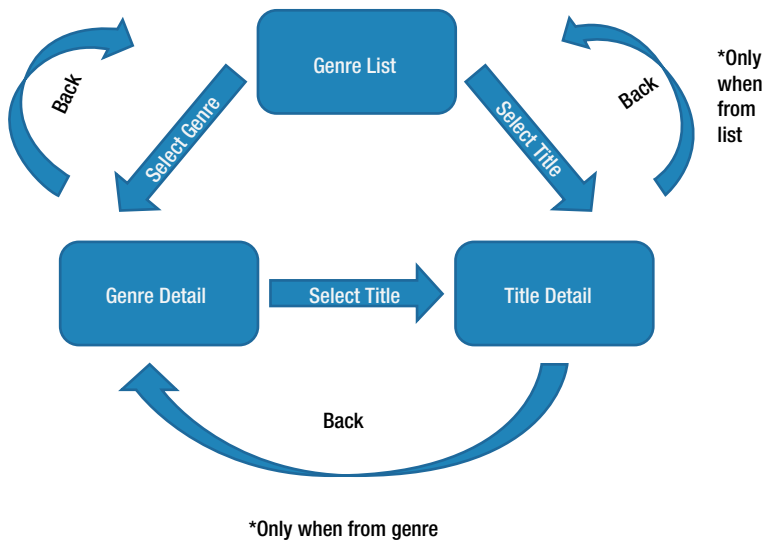 Genre List
Back
Select Genre
Select Title
Back
*Only
when
from
list
Genre Detail
Select Title
Title Detail
Back
*Only when from genre